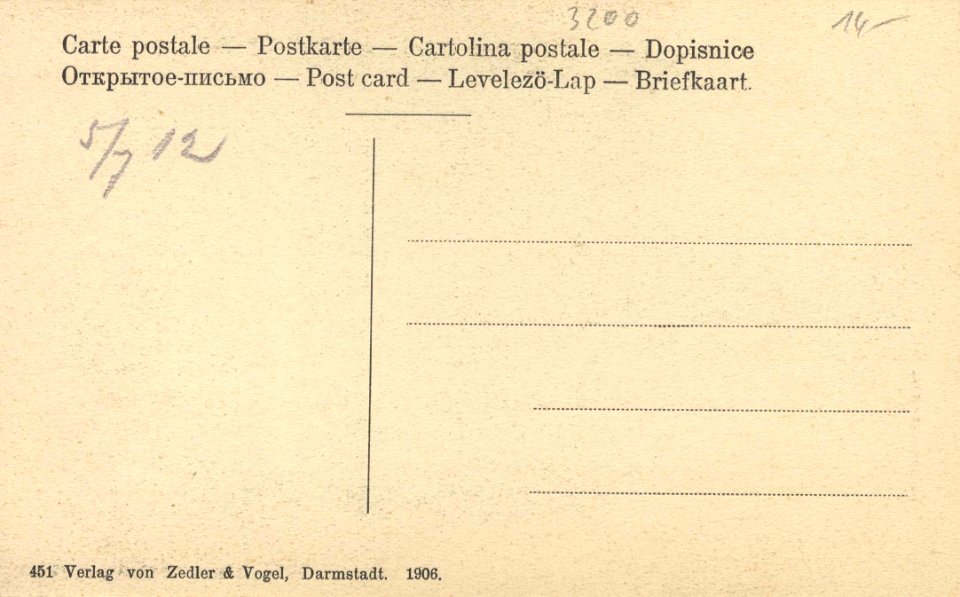 3200
14-
Carte postale — Postkarte — Cartolina postale — Dopisnice
Открытое-письмо — Post card — Levelezö-Lap — Briefkaart.
5/7 12
451 Verlag von Zedler & Vogel, Darmstadt. 1906.